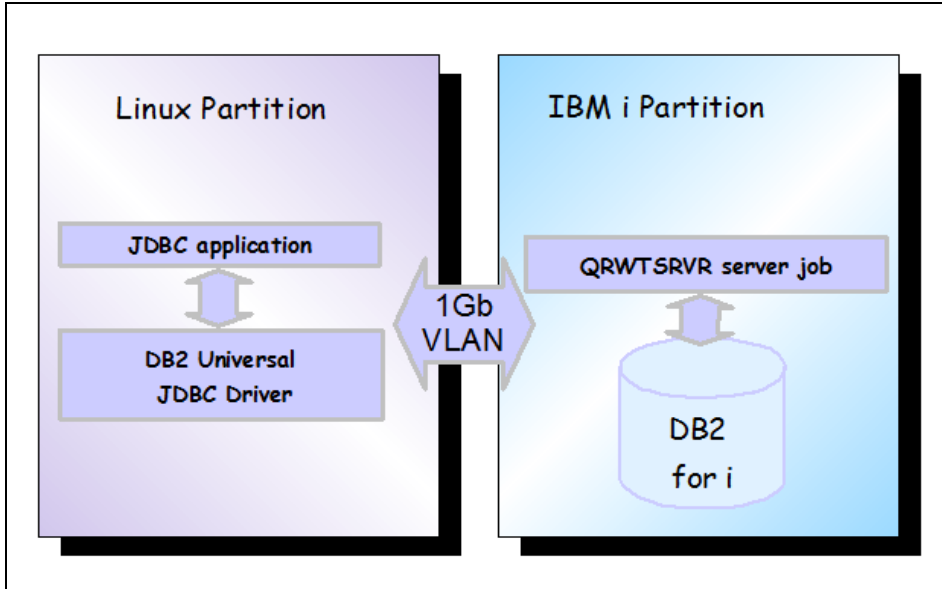 Linux Partition
JDBC application
DB2 Universal
JDBC Driver
1Gb
VLAN
IBM i Partition
QRWTSRVR server job
DB2
for i